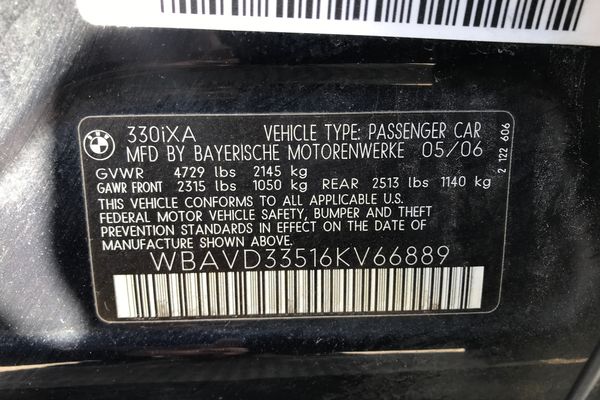 330iXA VEHICLE TYPE: PASSENGER CAR
MFD BY BAYERISCHE MOTORENWERKE 05/06
GVWR 4729 lbs 2145 kg
GAWR FRONT 2315 lbs 1050 kg REAR 2513 lbs 1140 kg
THIS VEHICLE CONFORMS TO ALL APPLICABLE U.S.
FEDERAL MOTOR VEHICLE SAFETY, BUMPER AND THEFT
PREVENTION STANDARDS IN EFFECT ON THE DATE OF
MANUFACTURE SHOWN ABOVE.
WBAVD33516KV66889
2 122 606